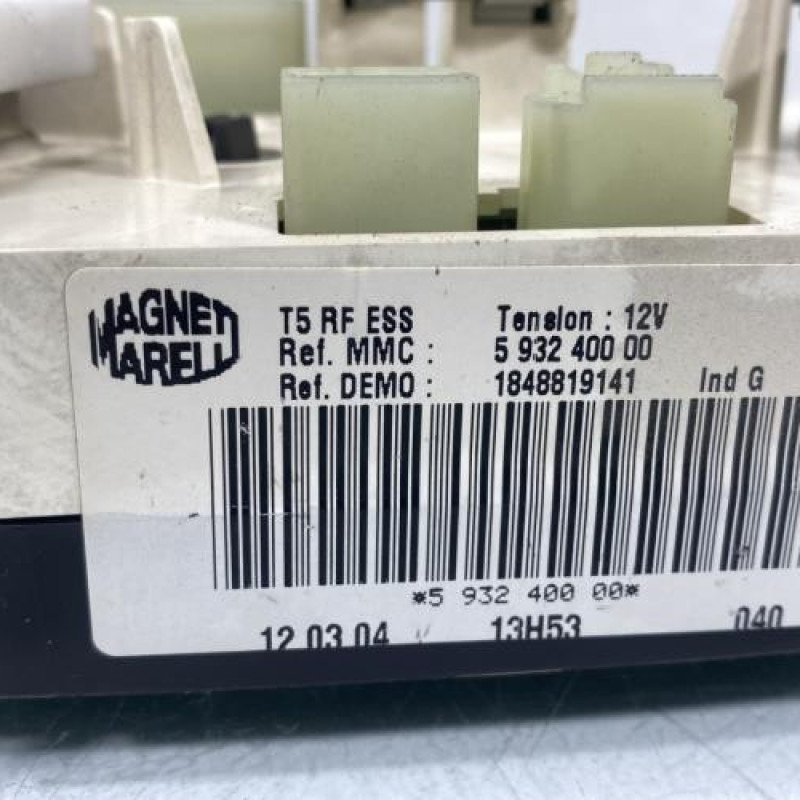 MAGNETI
MARELLI
T5 RF ESS Tension : 12V
Ref. MMC : 5 932 400 00
Ref. DEMO : 1848819141 Ind G
*5 932 400 00*
12.03.04 13H53 040